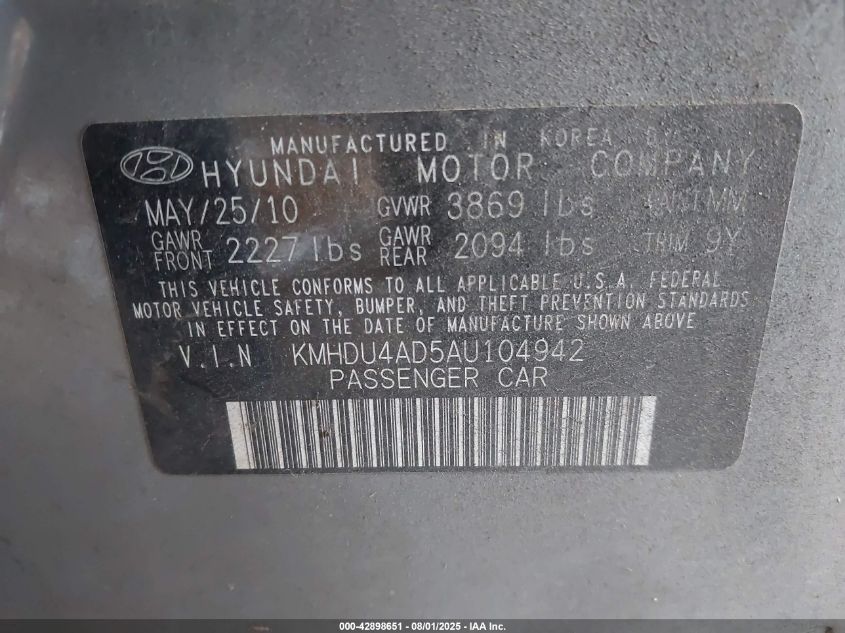 MANUFACTURED IN KOREA BY
HYUNDAI MOTOR COMPANY
MAY/25/10 GVWR 3869 lbs
GAWR FRONT 2227 lbs GAWR REAR 2094 lbs TRIM 9Y
THIS VEHICLE CONFORMS TO ALL APPLICABLE U.S.A. FEDERAL
MOTOR VEHICLE SAFETY, BUMPER, AND THEFT PREVENTION STANDARDS
IN EFFECT ON THE DATE OF MANUFACTURE SHOWN ABOVE
V.I.N KMHDU4AD5AU104942
PASSENGER CAR
000-42898651 - 08/01/2025 - IAA Inc.